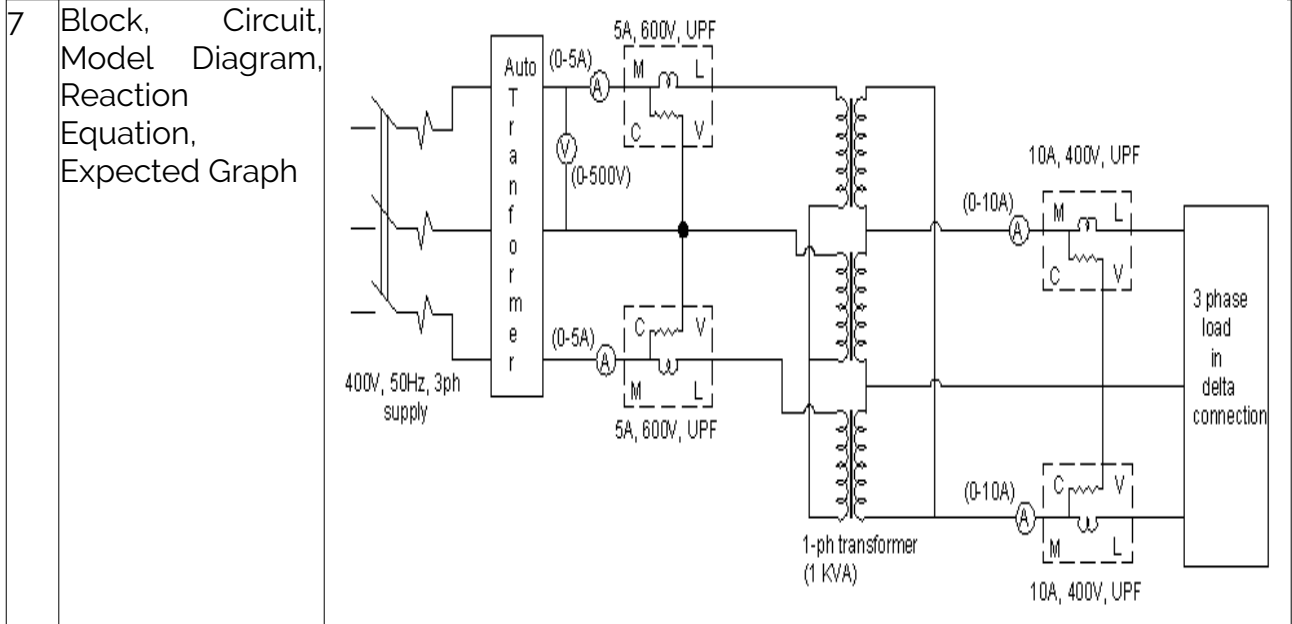 7
Block, Circuit,
Model Diagram,
Reaction
Equation,
Expected Graph
5A, 600V, UPF
Auto
T
r
a
n
f
o
r
m
e
r
(0-5A)
A
M L
C V
V
(0-500V)
10A, 400V, UPF
(0-10A)
A
M L
C V
3 phase
load
in
delta
connection
400V, 50Hz, 3ph
supply
(0-5A)
A
C V
M L
5A, 600V, UPF
(0-10A)
A
C V
M L
10A, 400V, UPF
1-ph transformer
(1 KVA)